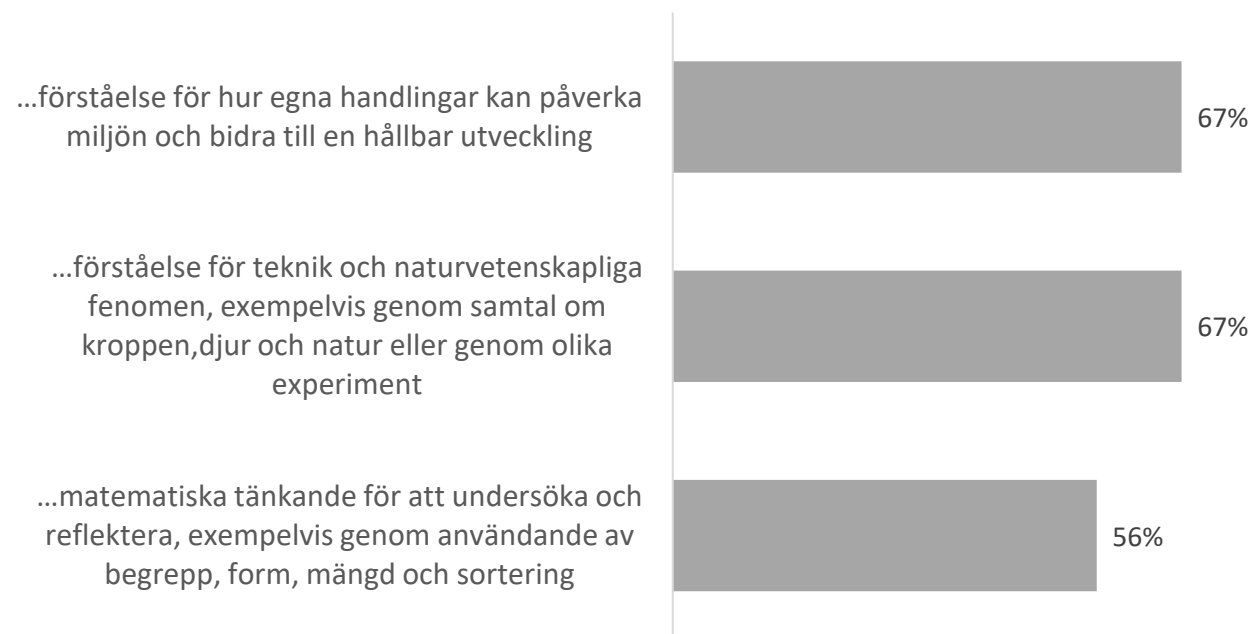 ...förståelse för hur egna handlingar kan påverka
miljön och bidra till en hållbar utveckling
67%
...förståelse för teknik och naturvetenskapliga
fenomen, exempelvis genom samtal om
kroppen,djur och natur eller genom olika
experiment
67%
...matematiska tänkande för att undersöka och
reflektera, exempelvis genom användande av
begrepp, form, mängd och sortering
56%